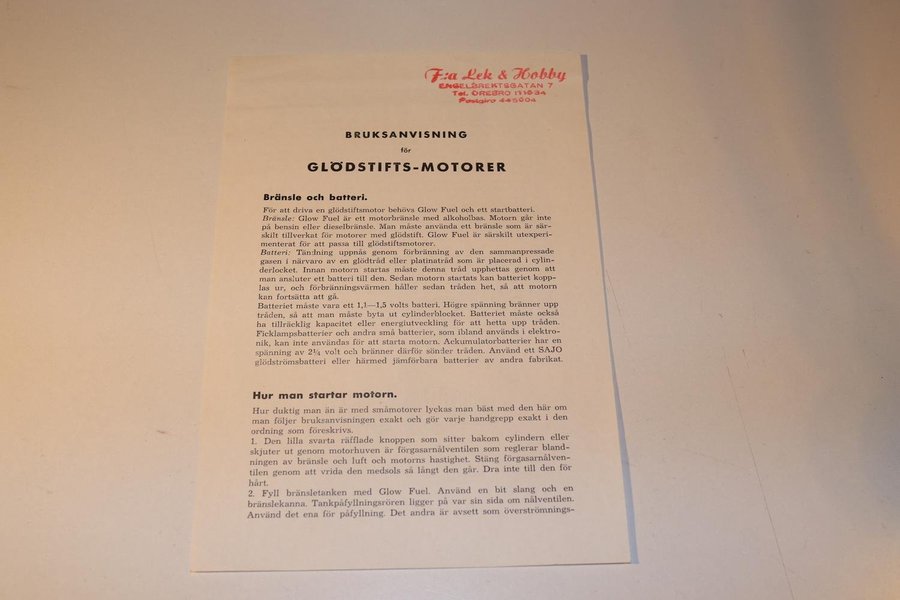 F:a Lek & Hobby
ENGELBREKTSGATAN 7
Tel. ÖREBRO
Postgiro 445604
BRUKSANVISNING
för
GLÖDSTIFTS-MOTORER
Bränsle och batteri.
För att driva en glödstiftsmotor behövs Glow Fuel och ett startbatteri.
Bränsle: Glow Fuel är ett motorbränsle med alkoholbas. Motorn går inte
på bensin eller dieselbränsle. Man måste använda ett bränsle som är sär-
skilt tillverkat för motorer med glödstift. Glow Fuel är särskilt utexperi-
menterat för att passa till glödstiftsmotorer.
Batteri: Tändning uppnås genom förbränning av den sammanpressade
gasen i närvaro av en glödtråd eller platinatråd som är placerad i cylin-
derlocket. Innan motorn startas måste denna tråd upphettas genom att
man ansluter ett batteri till den. Sedan motorn startats kan batteriet kopp-
las ur, och förbränningsvärmen håller sedan tråden het, så att motorn
kan fortsätta att gå.
Batteriet måste vara ett 1,1—1,5 volts batteri. Högre spänning bränner upp
tråden, så att man måste byta ut cylinderblocket. Batteriet måste också
ha tillräcklig kapacitet eller energiutveckling för att hetta upp tråden.
Ficklampsbatterier och andra små batterier, som ibland används i elektro-
nik, kan inte användas för att starta motorn. Ackumulatorbatterier har en
spänning av 2¼ volt och bränner därför sönder tråden. Använd ett SAJO
glödströmsbatteri eller härmed jämförbara batterier av andra fabrikat.
Hur man startar motorn.
Hur duktig man än är med småmotorer lyckas man bäst med den här om
man följer bruksanvisningen exakt och gör varje handgrepp exakt i den
ordning som föreskrivs.
1. Den lilla svarta räfflade knoppen som sitter bakom cylindern eller
skjuter ut genom motorhuven är förgasarnålventilen som reglerar bland-
ningen av bränsle och luft och motorns hastighet. Stäng förgasarnålven-
tilen genom att vrida den medsols så långt den går. Dra inte till den för
hårt.
2. Fyll bränsletanken med Glow Fuel. Använd en bit slang och en
bränslekanna. Tankpåfyllningsrören ligger på var sin sida om nålventilen.
Använd det ena för påfyllning. Det andra är avsett som överströmnings-